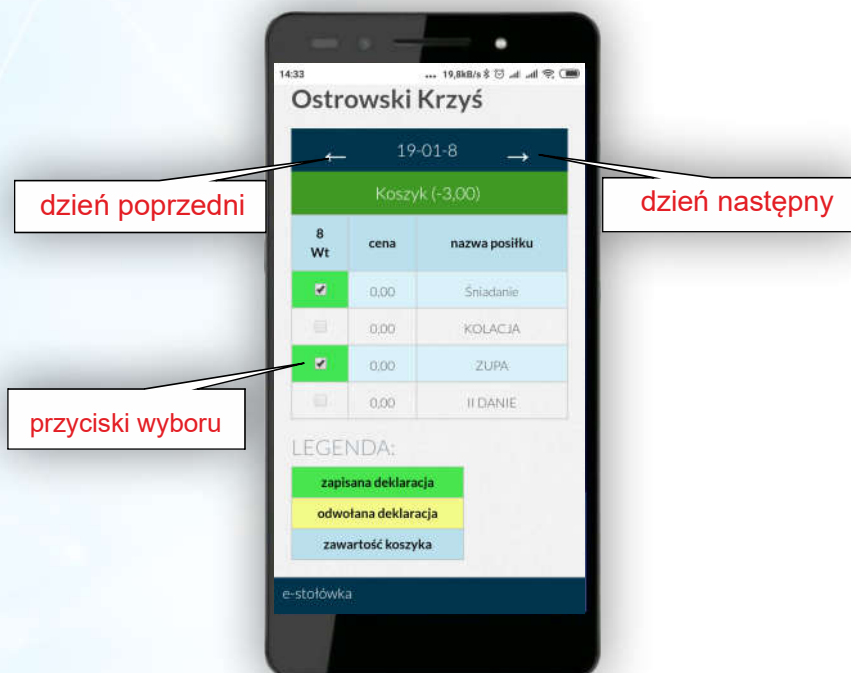 14:33 ... 19,8kB/s
Ostrowski Krzyś
← 19-01-8 →
dzień poprzedni
dzień następny
Koszyk (-3,00)
8 Wt cena nazwa posiłku
0,00 Śniadanie
0,00 KOLACJA
0,00 ZUPA
przyciski wyboru
0,00 II DANIE
LEGENDA:
zapisana deklaracja
odwołana deklaracja
zawartość koszyka
e-stołówka